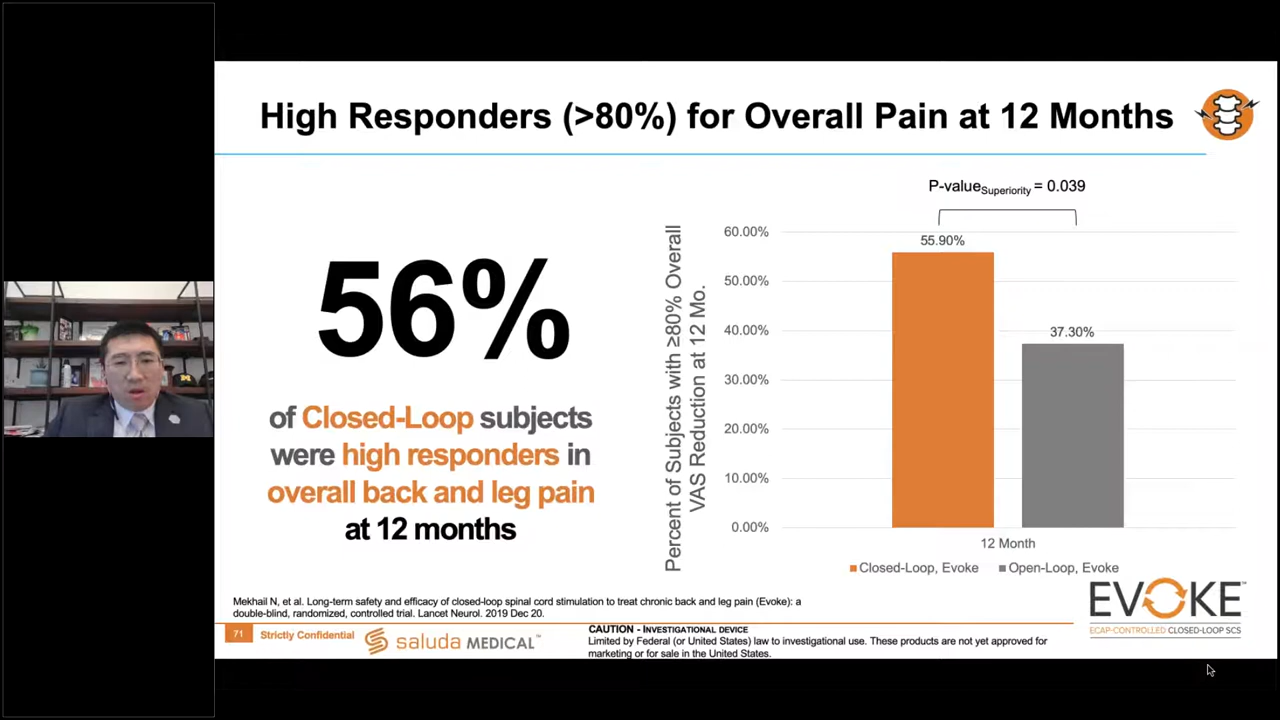 High Responders (>80%) for Overall Pain at 12 Months
56%
of Closed-Loop subjects
were high responders in
overall back and leg pain
at 12 months
P-valueSuperiority = 0.039
Percent of Subjects with ≥80% Overall
VAS Reduction at 12 Mo.
60.00%
50.00%
40.00%
30.00%
20.00%
10.00%
0.00%
55.90%
37.30%
12 Month
Closed-Loop, Evoke
Open-Loop, Evoke
Mekhail N, et al. Long-term safety and efficacy of closed-loop spinal cord stimulation to treat chronic back and leg pain (Evoke): a
double-blind, randomized, controlled trial. Lancet Neurol. 2019 Dec 20.
EVOKE™
ECAP-CONTROLLED CLOSED-LOOP SCS
71
Strictly Confidential
saluda MEDICAL™
CAUTION - INVESTIGATIONAL DEVICE
Limited by Federal (or United States) law to investigational use. These products are not yet approved for
marketing or for sale in the United States.